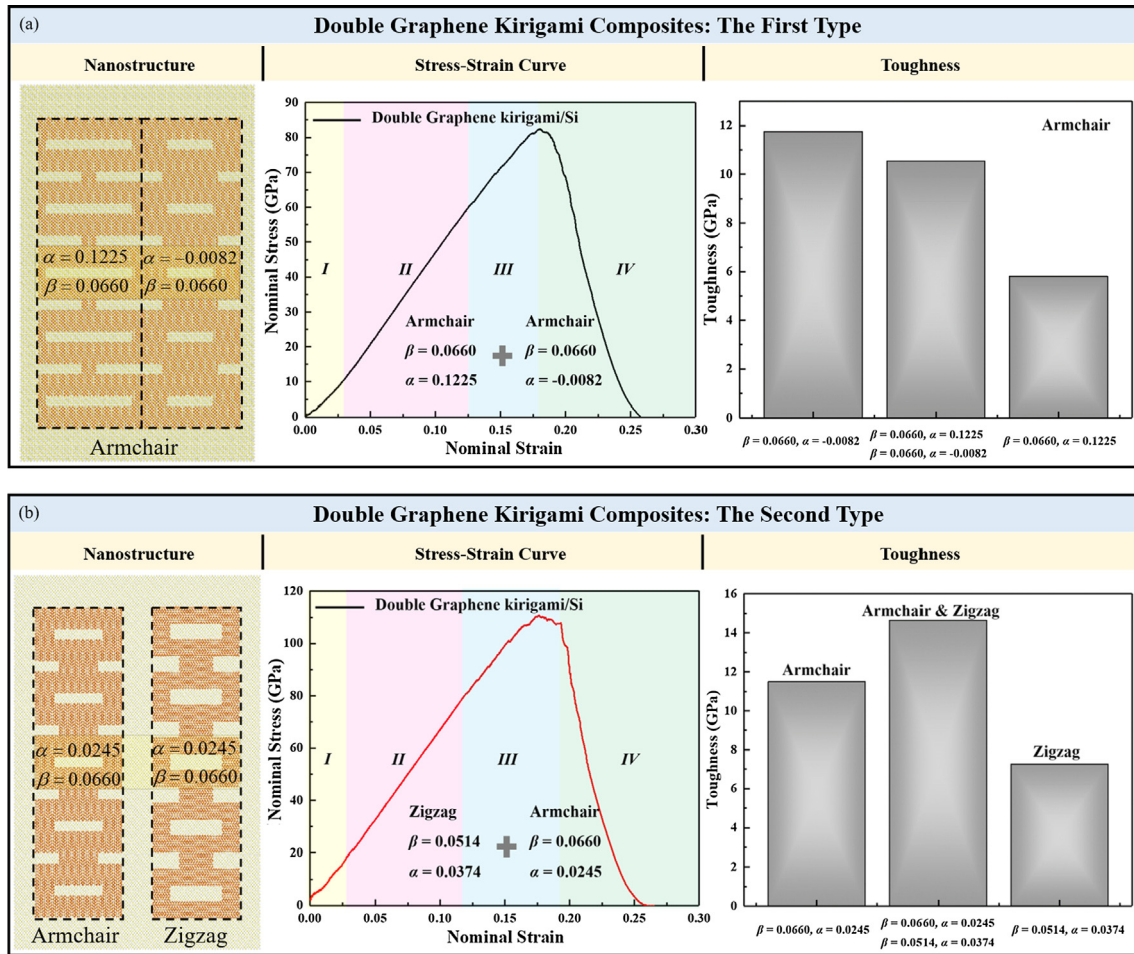 (a)
Double Graphene Kirigami Composites: The First Type
Nanostructure
Stress-Strain Curve
Toughness
α = 0.1225
β = 0.0660
α = −0.0082
β = 0.0660
Armchair
Nominal Stress (GPa)
90
80
70
60
50
40
30
20
10
0
Double Graphene kirigami/Si
I
II
III
IV
Armchair
β = 0.0660
α = 0.1225
+
Armchair
β = 0.0660
α = -0.0082
0.00 0.05 0.10 0.15 0.20 0.25 0.30
Nominal Strain
Toughness (GPa)
12
10
8
6
4
2
0
Armchair
β = 0.0660, α = -0.0082
β = 0.0660, α = 0.1225
β = 0.0660, α = -0.0082
β = 0.0660, α = 0.1225
(b)
Double Graphene Kirigami Composites: The Second Type
Nanostructure
Stress-Strain Curve
Toughness
α = 0.0245
β = 0.0660
α = 0.0245
β = 0.0660
Armchair
Zigzag
Nominal Stress (GPa)
120
100
80
60
40
20
0
Double Graphene kirigami/Si
I
II
III
IV
Zigzag
β = 0.0514
α = 0.0374
+
Armchair
β = 0.0660
α = 0.0245
0.00 0.05 0.10 0.15 0.20 0.25 0.30
Nominal Strain
Toughness (GPa)
16
14
12
10
8
6
4
2
0
Armchair
Armchair & Zigzag
Zigzag
β = 0.0660, α = 0.0245
β = 0.0660, α = 0.0245
β = 0.0514, α = 0.0374
β = 0.0514, α = 0.0374